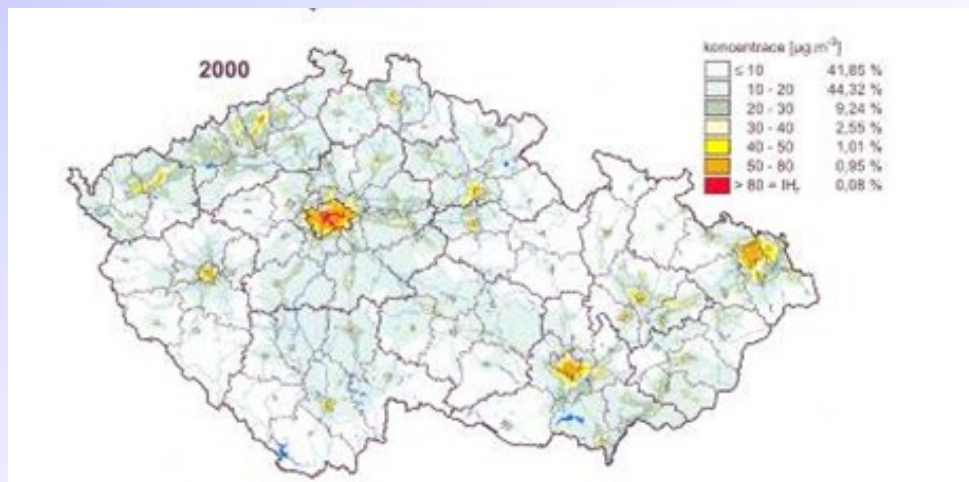 2000
koncentrace [µg.m⁻³]
≤ 10 41,85 %
10 - 20 44,32 %
20 - 30 9,24 %
30 - 40 2,55 %
40 - 50 1,01 %
50 - 80 0,95 %
> 80 = IHr 0,08 %